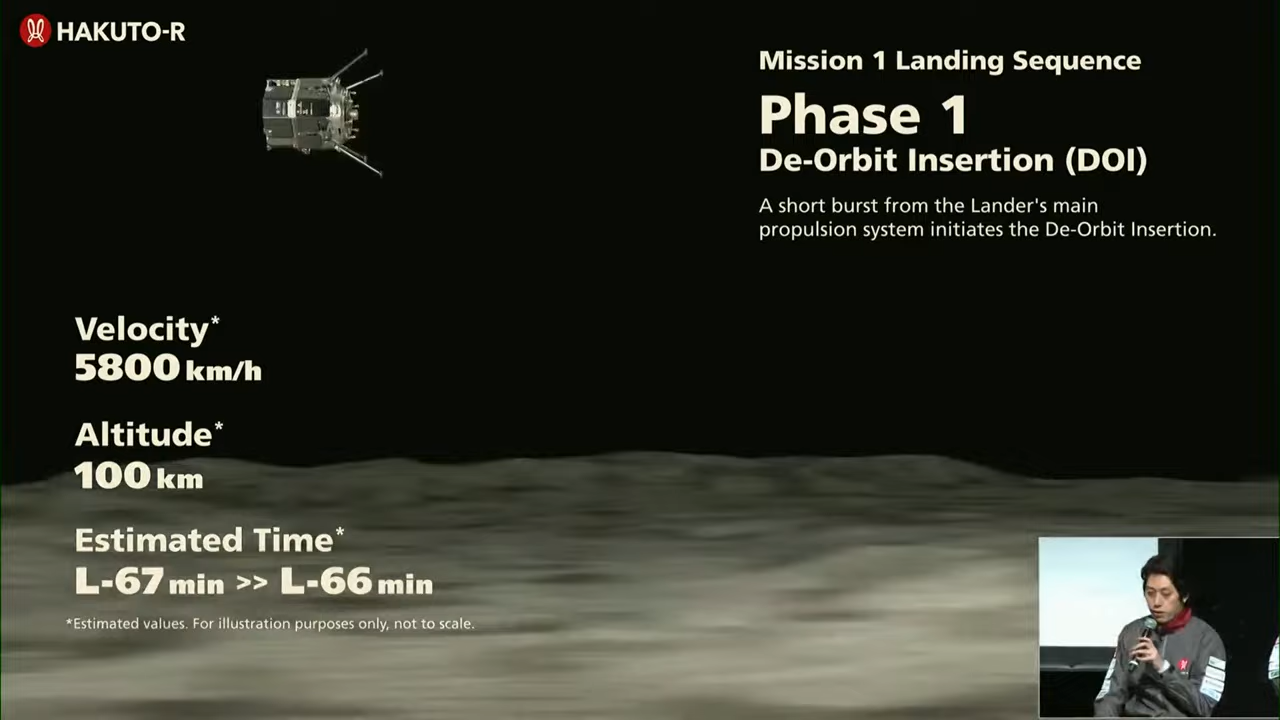 HAKUTO-R
Mission 1 Landing Sequence
Phase 1
De-Orbit Insertion (DOI)
A short burst from the Lander's main
propulsion system initiates the De-Orbit Insertion.
Velocity*
5800 km/h
Altitude*
100 km
Estimated Time*
L-67 min >> L-66 min
*Estimated values. For illustration purposes only, not to scale.